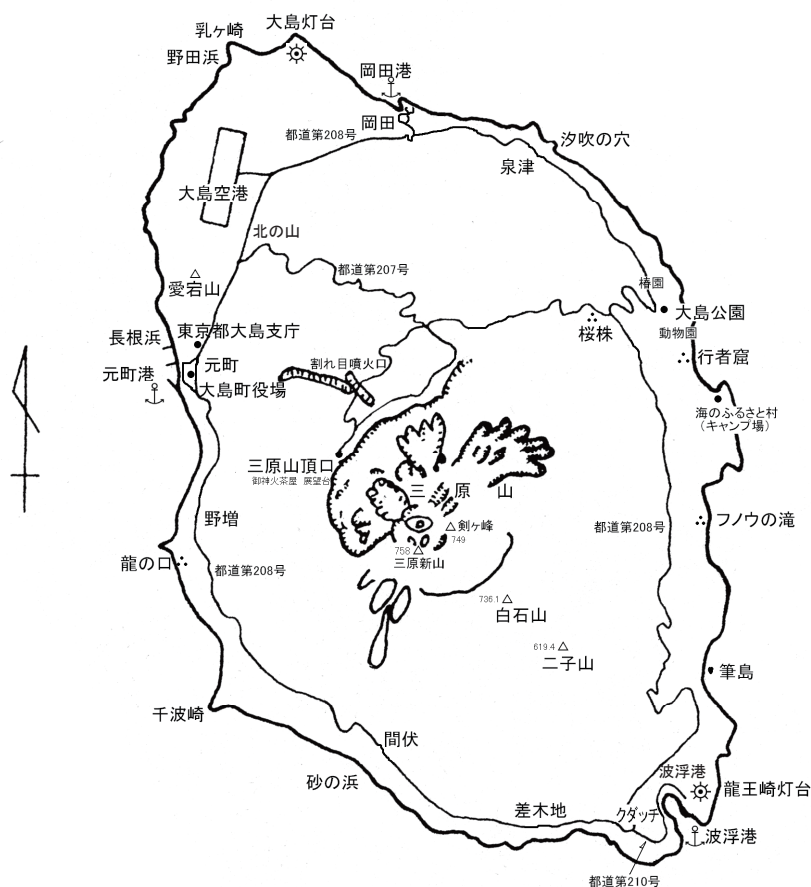 大島灯台
乳ヶ崎
野田浜
岡田港
岡田
都道第208号
汐吹の穴
泉津
大島空港
北の山
都道第207号
愛宕山
椿園
大島公園
動物園
桜株
行者窟
長根浜
東京都大島支庁
元町
元町港
大島町役場
割れ目噴火口
海のふるさと村
（キャンプ場）
三原山頂口
御神火茶屋 展望台
三原山
剣ヶ峰
749
758
三原新山
野増
都道第208号
フノウの滝
龍の口
都道第208号
736.1
白石山
619.4
二子山
筆島
千波崎
間伏
砂の浜
差木地
クダッチ
波浮港
龍王崎灯台
波浮港
都道第210号